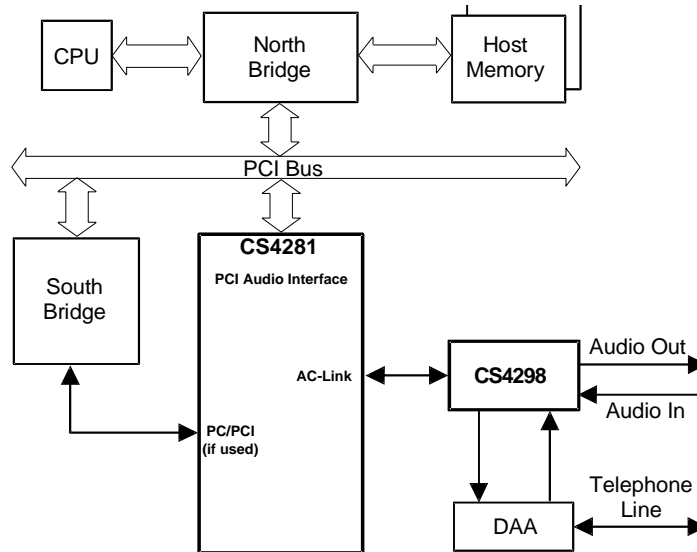 CPU
North
Bridge
Host
Memory
PCI Bus
South
Bridge
CS4281
PCI Audio Interface
AC-Link
PC/PCI
(if used)
CS4298
Audio Out
Audio In
DAA
Telephone
Line